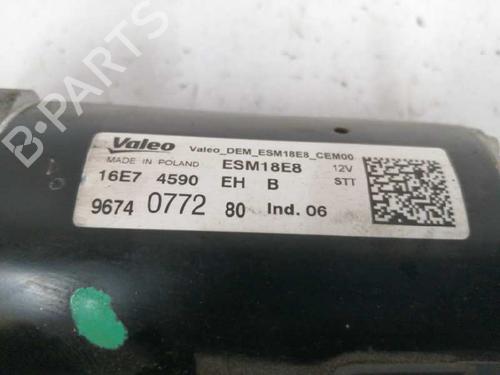 Valeo Valeo_DEM_ESM18E8_CEM00
MADE IN POLAND ESM18E8 12V
16E7 4590 EH B STT
9674 0772 80 Ind. 06
B-PARTS